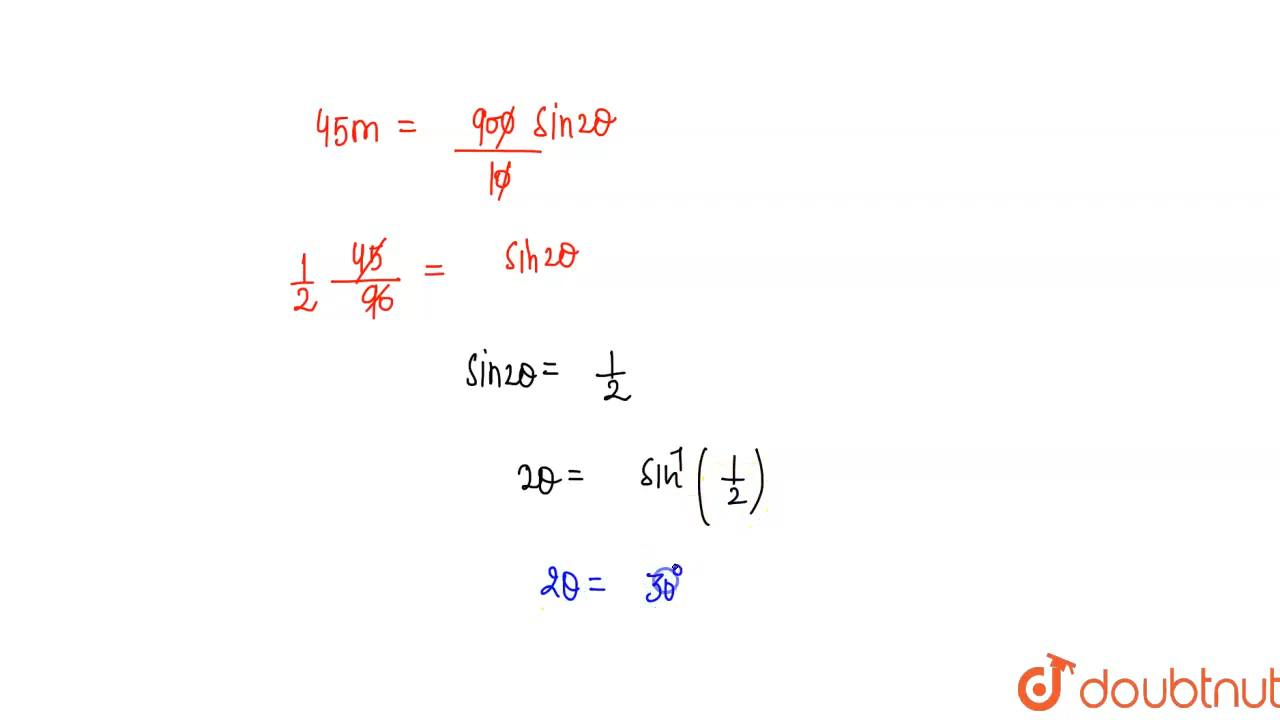 45m = 900 sin2θ
10
1/2 45/90 = sin2θ
sin2θ = 1/2
2θ = sin⁻¹(1/2)
2θ = 30°
doubtnut